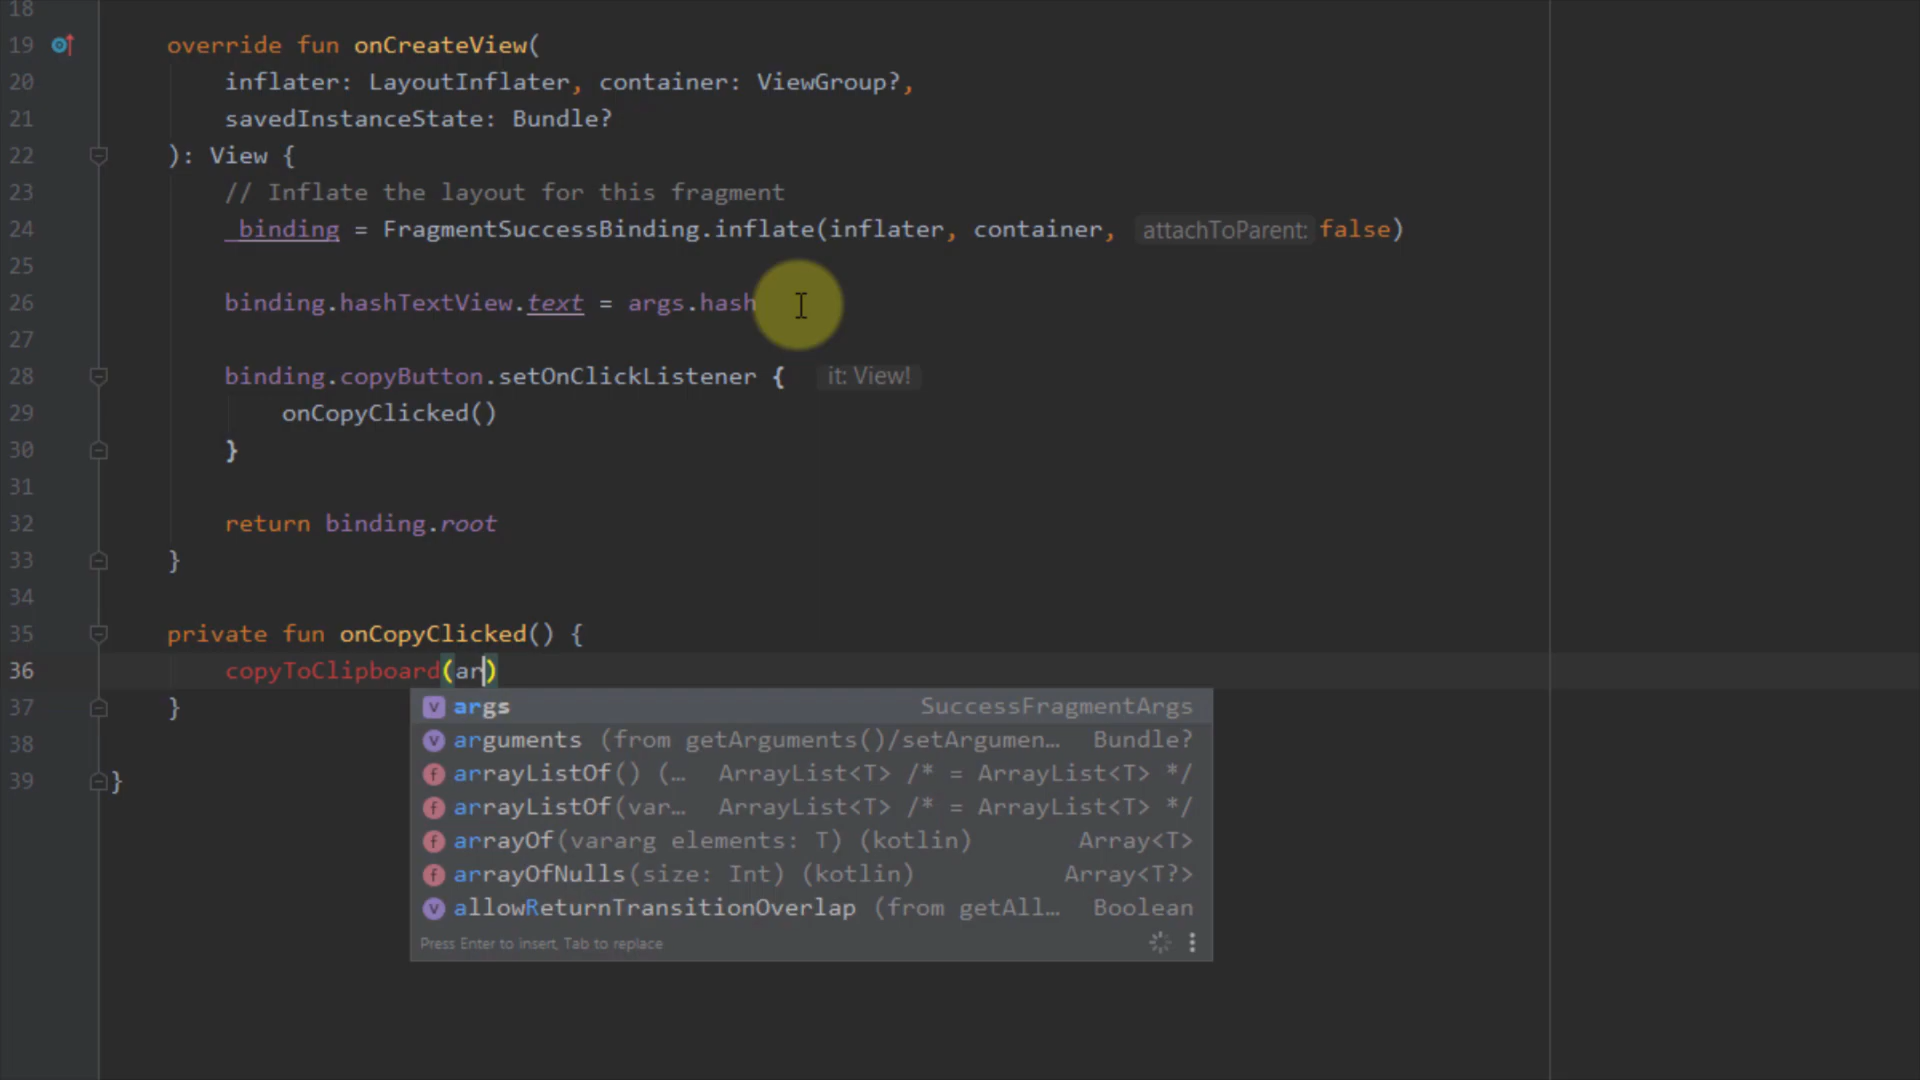 18
19 override fun onCreateView(
20 inflater: LayoutInflater, container: ViewGroup?,
21 savedInstanceState: Bundle?
22 ): View {
23 // Inflate the layout for this fragment
24 _binding = FragmentSuccessBinding.inflate(inflater, container, attachToParent: false)
25
26 binding.hashTextView.text = args.hash
27
28 binding.copyButton.setOnClickListener { it: View!
29 onCopyClicked()
30 }
31
32 return binding.root
33 }
34
35 private fun onCopyClicked() {
36 copyToClipboard(ar)
37 }
38
39 }
v args SuccessFragmentArgs
v arguments (from getArguments()/setArgumen… Bundle?
f arrayListOf() (… ArrayList<T> /* = ArrayList<T> */
f arrayListOf(var… ArrayList<T> /* = ArrayList<T> */
f arrayOf(vararg elements: T) (kotlin) Array<T>
f arrayOfNulls(size: Int) (kotlin) Array<T?>
v allowReturnTransitionOverlap (from getAll… Boolean
Press Enter to insert, Tab to replace